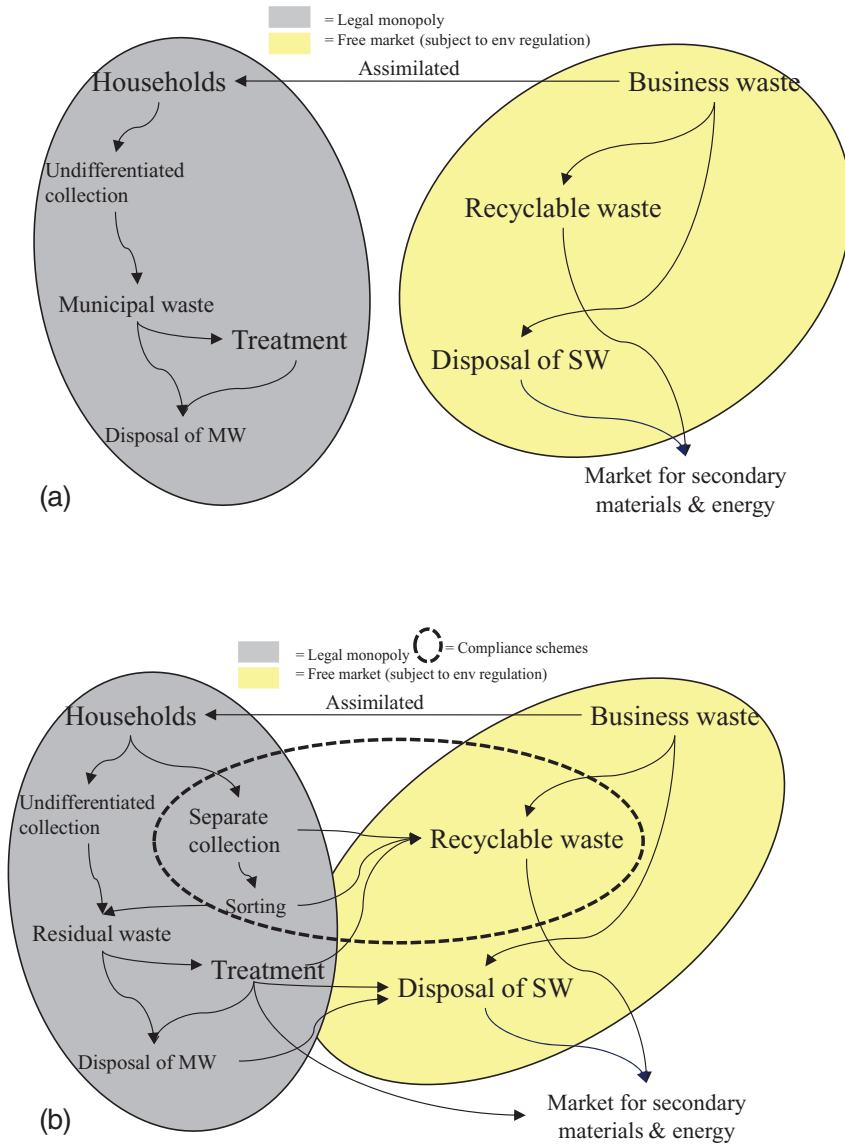 = Legal monopoly
= Free market (subject to env regulation)
Assimilated
Households
Business waste
Undifferentiated
collection
Recyclable waste
Municipal waste
Treatment
Disposal of SW
Disposal of MW
Market for secondary
materials & energy
(a)
= Legal monopoly
= Compliance schemes
= Free market (subject to env regulation)
Assimilated
Households
Business waste
Undifferentiated
collection
Separate
collection
Recyclable waste
Sorting
Residual waste
Treatment
Disposal of SW
Disposal of MW
Market for secondary
materials & energy
(b)